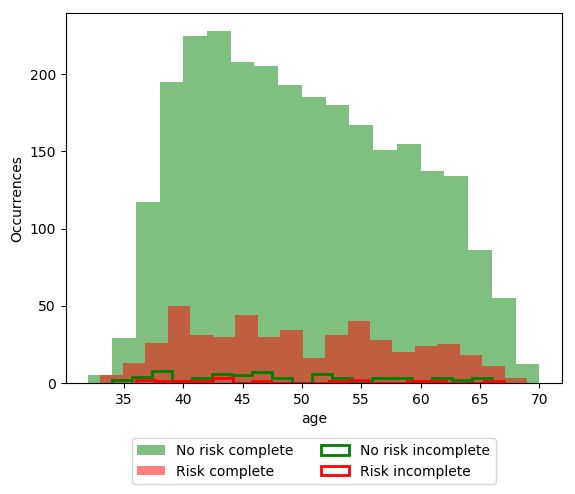 200
150
100
50
0
Occurrences
35 40 45 50 55 60 65 70
age
No risk complete No risk incomplete
Risk complete Risk incomplete